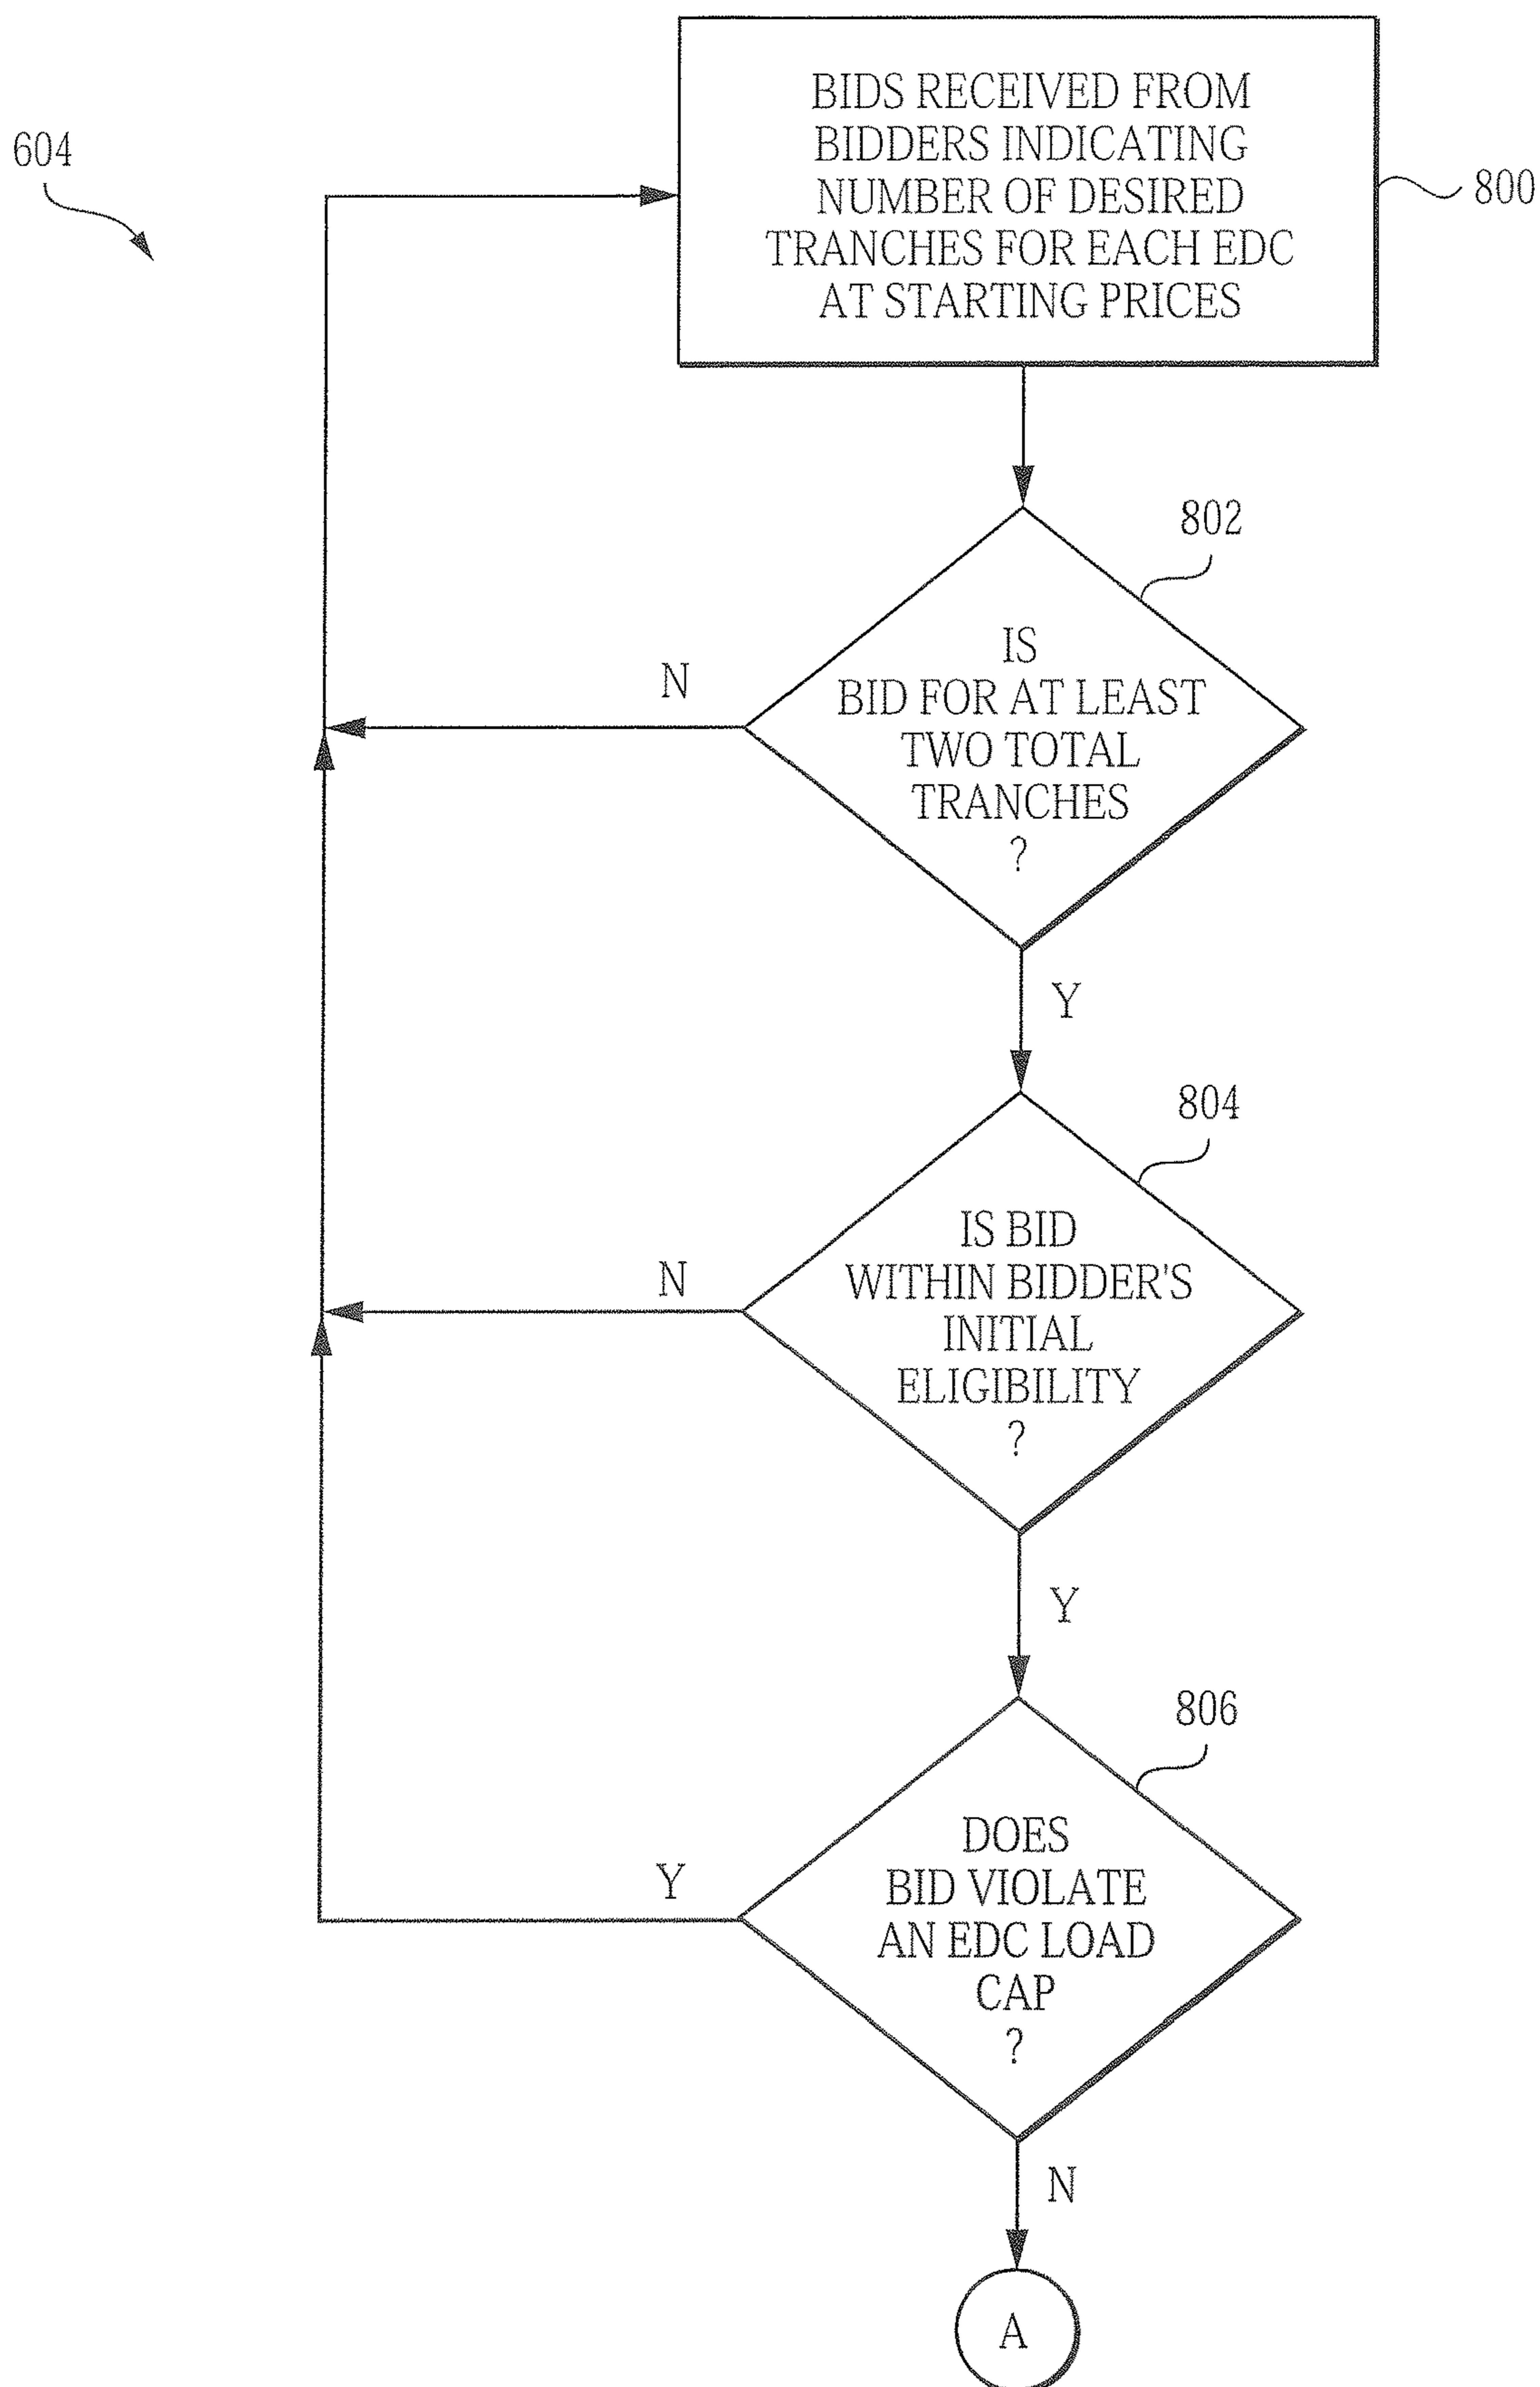 604
BIDS RECEIVED FROM
BIDDERS INDICATING
NUMBER OF DESIRED
TRANCHES FOR EACH EDC
AT STARTING PRICES
800
802
IS
BID FOR AT LEAST
TWO TOTAL
TRANCHES
?
N
Y
804
IS BID
WITHIN BIDDER'S
INITIAL
ELIGIBILITY
?
N
Y
806
DOES
BID VIOLATE
AN EDC LOAD
CAP
?
Y
N
A